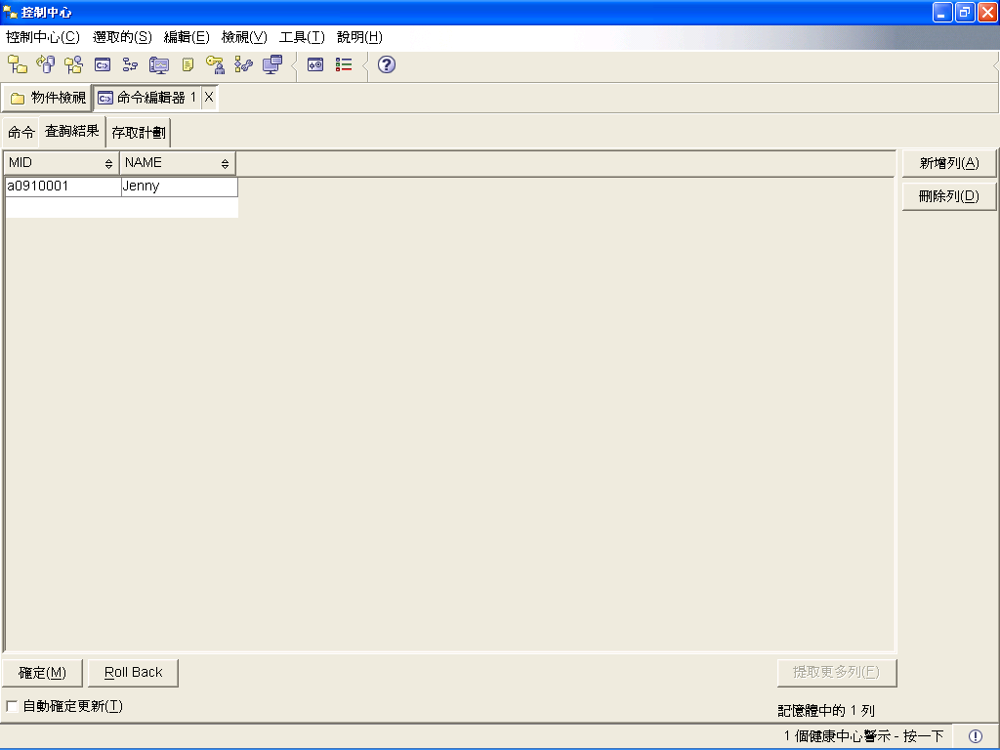 控制中心
控制中心(C) 選取的(S) 編輯(E) 檢視(V) 工具(T) 說明(H)
物件檢視 命令編輯器 1 X
命令 查詢結果 存取計劃
MID NAME
新增列(A)
a0910001 Jenny
刪除列(D)
確定(M) Roll Back 提取更多列(F)
自動確定更新(T)
記憶體中的 1 列
1 個健康中心警示 - 按一下